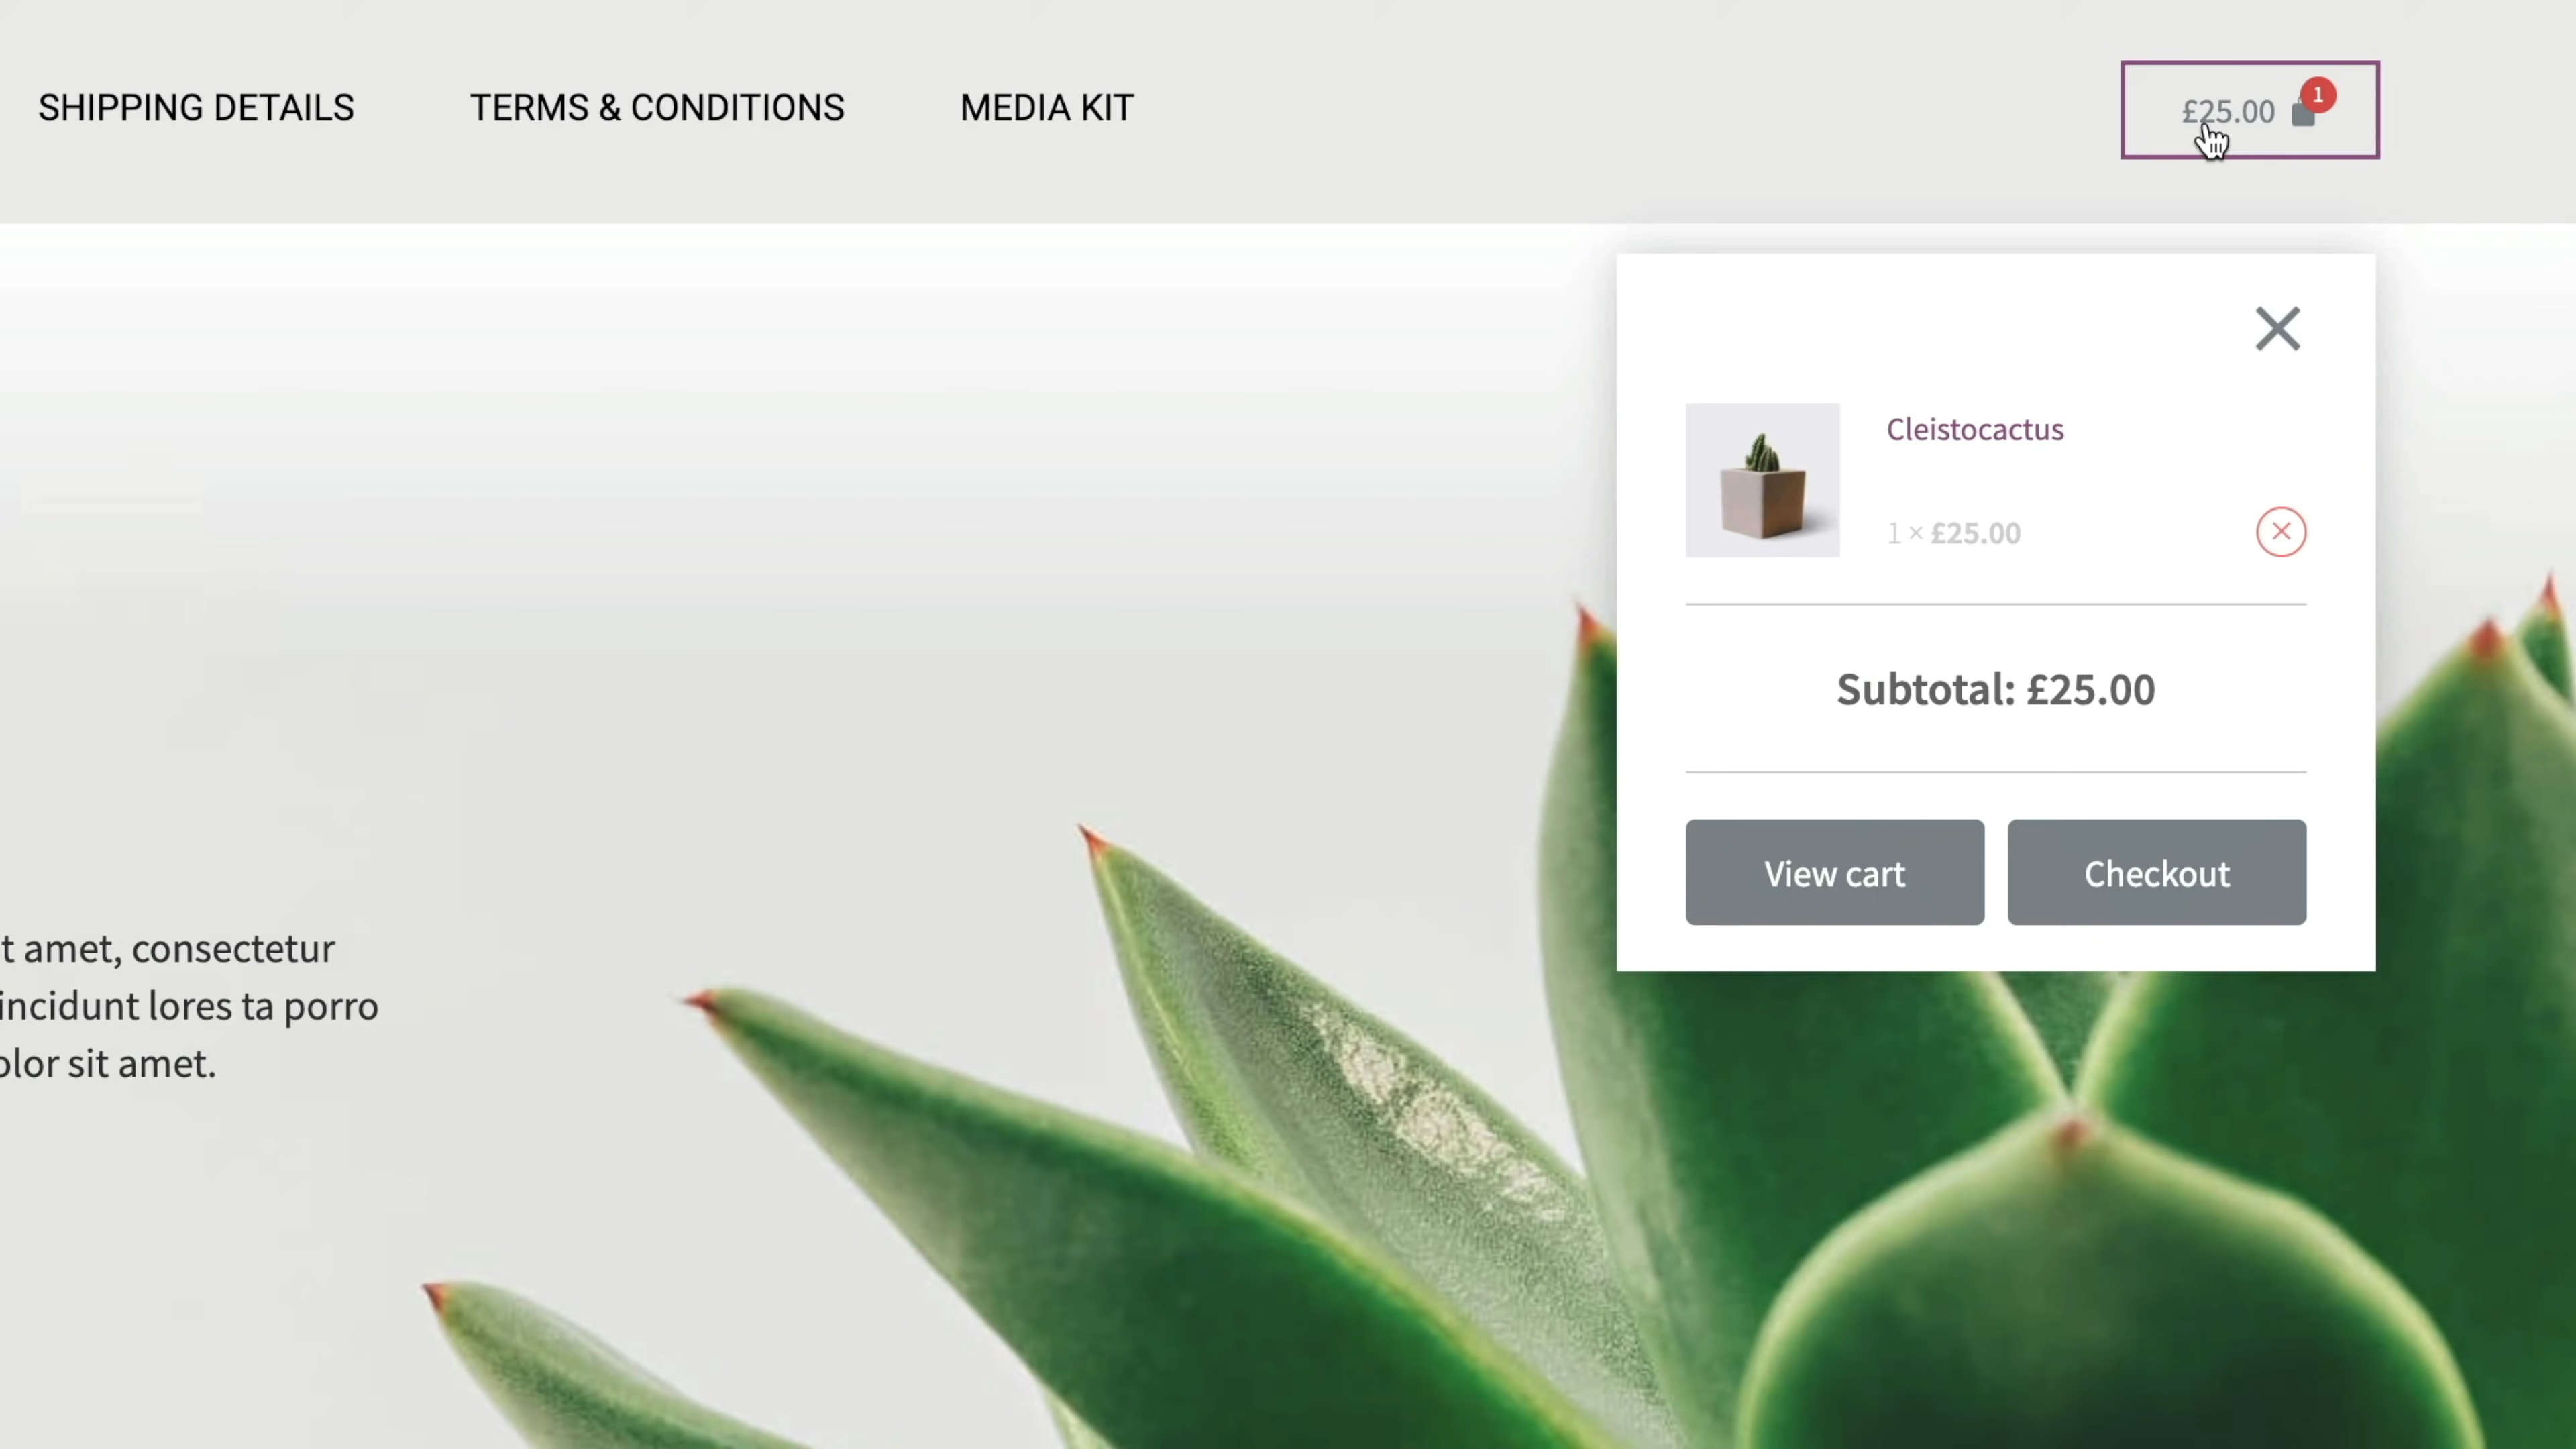 SHIPPING DETAILS TERMS & CONDITIONS MEDIA KIT £25.00 1
Cleistocactus
1 × £25.00
Subtotal: £25.00
View cart Checkout
t amet, consectetur
incidunt lores ta porro
olor sit amet.